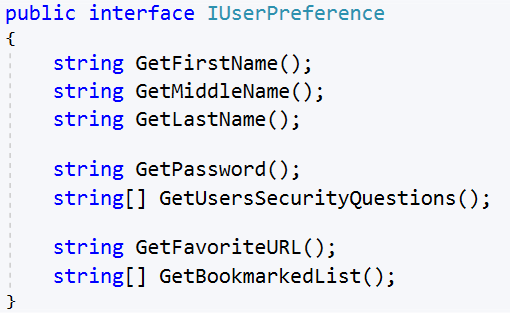 public interface IUserPreference
{
    string GetFirstName();
    string GetMiddleName();
    string GetLastName();
    string GetPassword();
    string[] GetUsersSecurityQuestions();
    string GetFavoriteURL();
    string[] GetBookmarkedList();
}